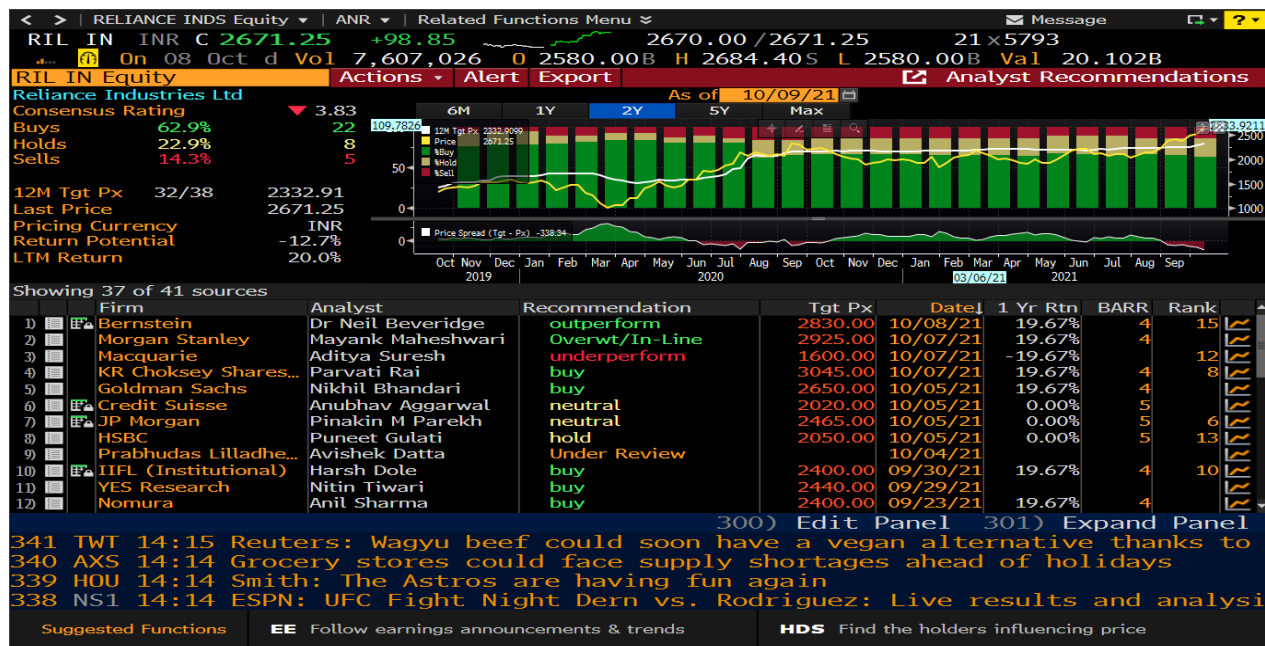 < > RELIANCE INDS Equity ANR Related Functions Menu Message ?
RIL IN INR C 2671.25 +98.85 2670.00/2671.25 21x5793
On 08 Oct d Vol 7,607,026 O 2580.00B H 2684.40S L 2580.00B Val 20.102B
RIL IN Equity Actions Alert Export Analyst Recommendations
Reliance Industries Ltd As of 10/09/21
Consensus Rating 3.83 6M 1Y 2Y 5Y Max
Buys 62.9% 22
Holds 22.9% 8
Sells 14.3% 5
12M Tgt Px 32/38 2332.91
Last Price 2671.25
Pricing Currency INR
Return Potential -12.7%
LTM Return 20.0%
109.7826
12M Tgt Px 2332.9099
Price 2671.25
%Buy
%Hold
%Sell
50
0
2500
2000
1500
1000
Price Spread (Tgt - Px) -338.34
0
Oct Nov Dec Jan Feb Mar Apr May Jun Jul Aug Sep Oct Nov Dec Jan Feb Mar Apr May Jun Jul Aug Sep
2019 2020 03/06/21 2021
Showing 37 of 41 sources
Firm Analyst Recommendation Tgt Px Date↓ 1 Yr Rtn BARR Rank
1) Bernstein Dr Neil Beveridge outperform 2830.00 10/08/21 19.67% 4 15
2) Morgan Stanley Mayank Maheshwari Overwt/In-Line 2925.00 10/07/21 19.67% 4
3) Macquarie Aditya Suresh underperform 1600.00 10/07/21 -19.67% 12
4) KR Choksey Shares... Parvati Rai buy 3045.00 10/07/21 19.67% 4 8
5) Goldman Sachs Nikhil Bhandari buy 2650.00 10/05/21 19.67% 4
6) Credit Suisse Anubhav Aggarwal neutral 2020.00 10/05/21 0.00% 5
7) JP Morgan Pinakin M Parekh neutral 2465.00 10/05/21 0.00% 5 6
8) HSBC Puneet Gulati hold 2050.00 10/05/21 0.00% 5 13
9) Prabhudas Lilladhe... Avishek Datta Under Review 10/04/21
10) IIFL (Institutional) Harsh Dole buy 2400.00 09/30/21 19.67% 4 10
11) YES Research Nitin Tiwari buy 2440.00 09/29/21
12) Nomura Anil Sharma buy 2400.00 09/23/21 19.67% 4
300) Edit Panel 301) Expand Panel
341 TWT 14:15 Reuters: Wagyu beef could soon have a vegan alternative thanks to
340 AXS 14:14 Grocery stores could face supply shortages ahead of holidays
339 HOU 14:14 Smith: The Astros are having fun again
338 NS1 14:14 ESPN: UFC Fight Night Dern vs. Rodriguez: Live results and analysi
Suggested Functions EE Follow earnings announcements & trends HDS Find the holders influencing price